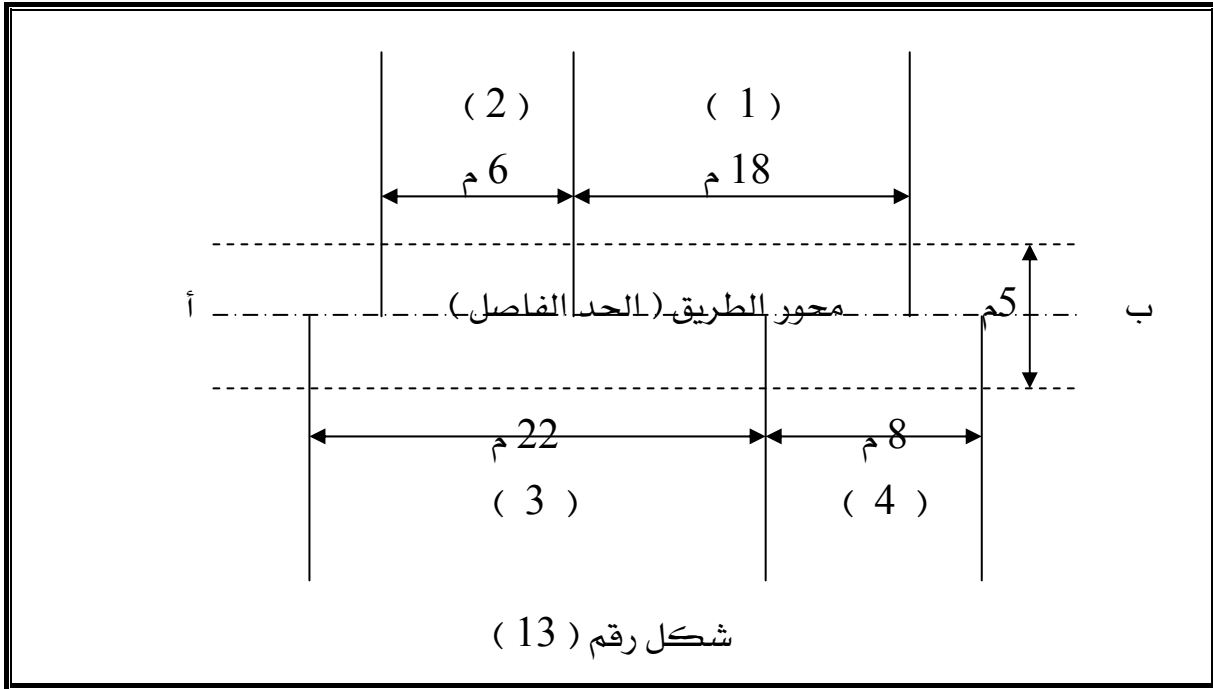 ( 1 ) ( 2 )
18 م 6 م
ب 5م محور الطريق ( الحد الفاصل ) أ
8 م 22 م
( 4 ) ( 3 )
شكل رقم ( 13 )